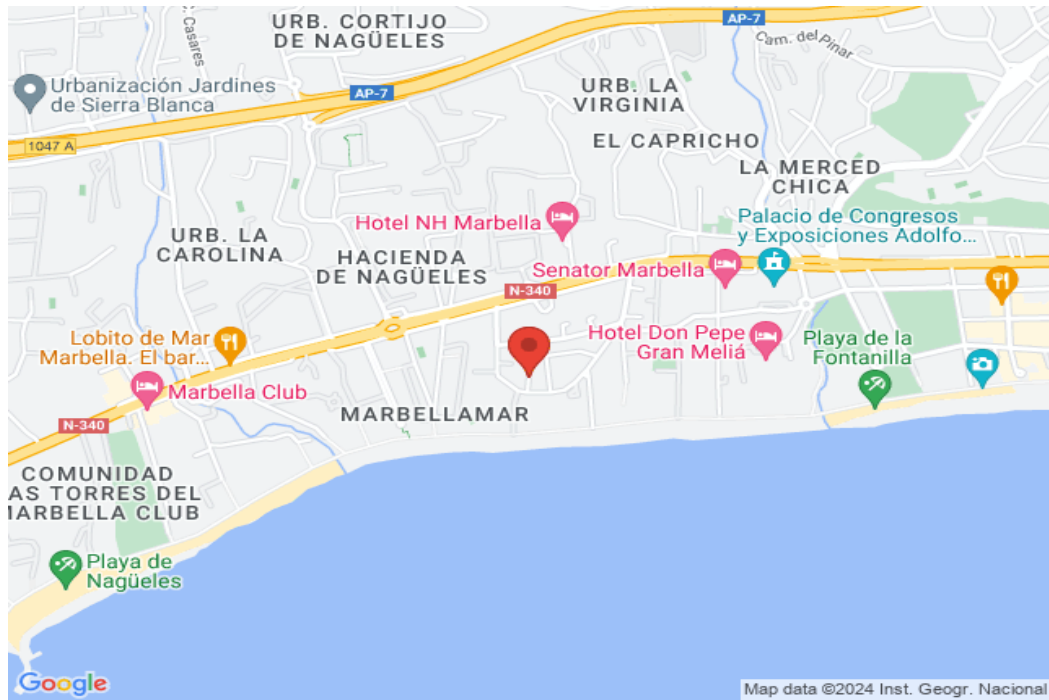 URB. CORTIJO
DE NAGÜELES
AP-7
Cam. del Pinar
C. Casares
Urbanización Jardines
de Sierra Blanca
AP-7
URB. LA
VIRGINIA
1047 A
EL CAPRICHO
LA MERCED
CHICA
Hotel NH Marbella
Palacio de Congresos
y Exposiciones Adolfo...
URB. LA
CAROLINA
HACIENDA
DE NAGÜELES
Senator Marbella
N-340
Lobito de Mar
Marbella. El bar...
Hotel Don Pepe
Gran Meliá
Playa de la
Fontanilla
Marbella Club
MARBELLAMAR
N-340
COMUNIDAD
AS TORRES DEL
MARBELLA CLUB
Playa de
Nagüeles
Google
Map data ©2024 Inst. Geogr. Nacional